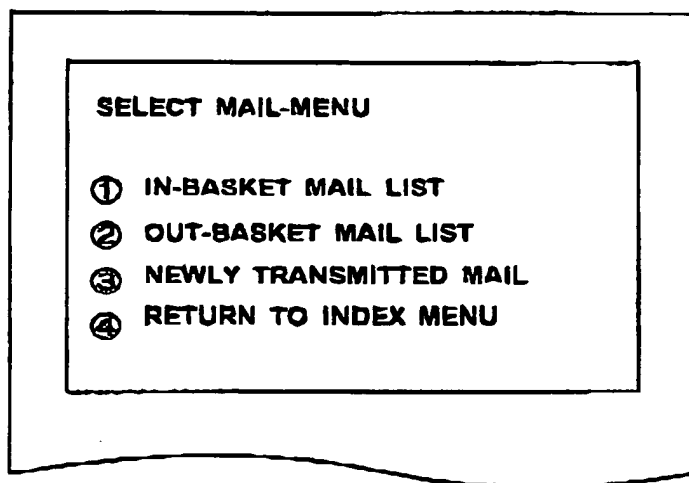 SELECT MAIL-MENU
① IN-BASKET MAIL LIST
② OUT-BASKET MAIL LIST
③ NEWLY TRANSMITTED MAIL
④ RETURN TO INDEX MENU